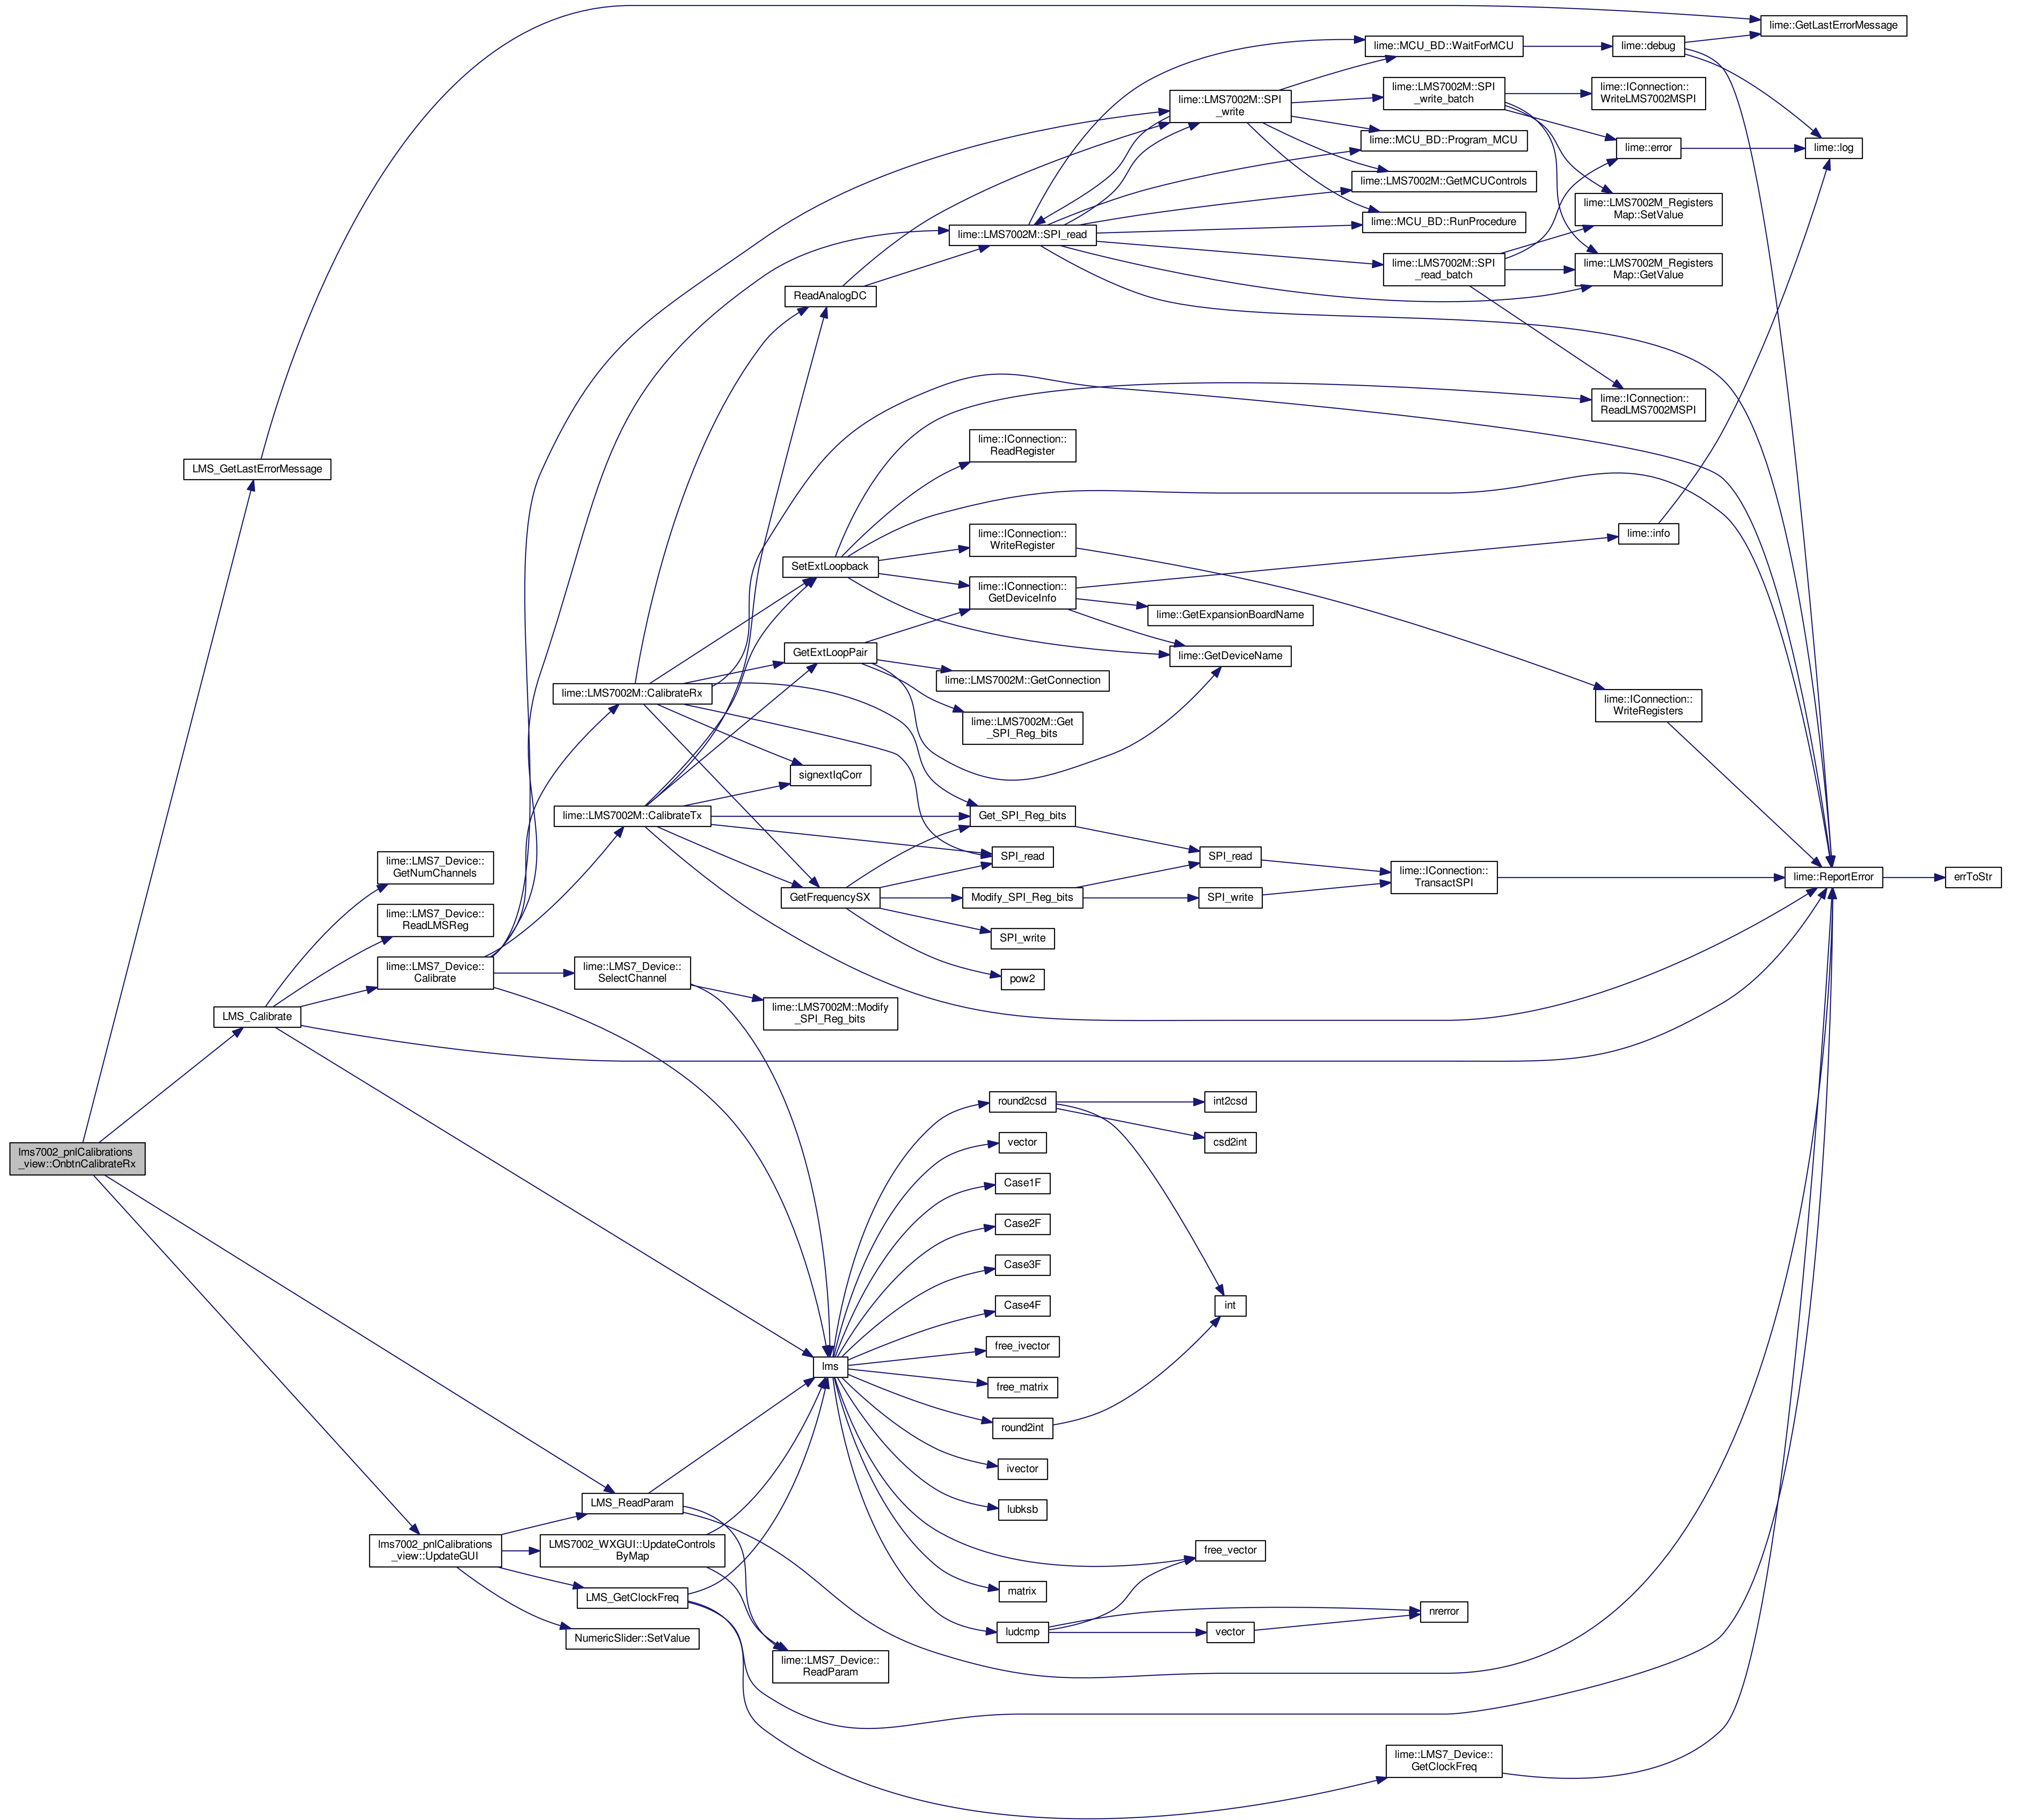 lime::GetLastErrorMessage
lime::MCU_BD::WaitForMCU
lime::debug
lime::LMS7002M::SPI
_write_batch
lime::IConnection::
WriteLMS7002MSPI
lime::LMS7002M::SPI
_write
lime::MCU_BD::Program_MCU
lime::error
lime::log
lime::LMS7002M::GetMCUControls
lime::LMS7002M_Registers
Map::SetValue
lime::MCU_BD::RunProcedure
lime::LMS7002M::SPI_read
lime::LMS7002M::SPI
_read_batch
lime::LMS7002M_Registers
Map::GetValue
ReadAnalogDC
lime::IConnection::
ReadLMS7002MSPI
lime::IConnection::
ReadRegister
LMS_GetLastErrorMessage
lime::info
lime::IConnection::
WriteRegister
SetExtLoopback
lime::IConnection::
GetDeviceInfo
lime::GetExpansionBoardName
GetExtLoopPair
lime::GetDeviceName
lime::LMS7002M::GetConnection
lime::LMS7002M::CalibrateRx
lime::IConnection::
WriteRegisters
lime::LMS7002M::Get
_SPI_Reg_bits
signextIqCorr
lime::LMS7002M::CalibrateTx
Get_SPI_Reg_bits
SPI_read
SPI_read
lime::LMS7_Device::
GetNumChannels
lime::IConnection::
TransactSPI
lime::ReportError
errToStr
GetFrequencySX
Modify_SPI_Reg_bits
SPI_write
lime::LMS7_Device::
ReadLMSReg
SPI_write
lime::LMS7_Device::
Calibrate
lime::LMS7_Device::
SelectChannel
pow2
LMS_Calibrate
lime::LMS7002M::Modify
_SPI_Reg_bits
round2csd
int2csd
vector
csd2int
lms7002_pnlCalibrations
_view::OnbtnCalibrateRx
Case1F
Case2F
Case3F
Case4F
int
free_ivector
lms
free_matrix
round2int
ivector
LMS_ReadParam
lubksb
lms7002_pnlCalibrations
_view::UpdateGUI
LMS7002_WXGUI::UpdateControls
ByMap
free_vector
matrix
LMS_GetClockFreq
nrerror
ludcmp
vector
NumericSlider::SetValue
lime::LMS7_Device::
ReadParam
lime::LMS7_Device::
GetClockFreq